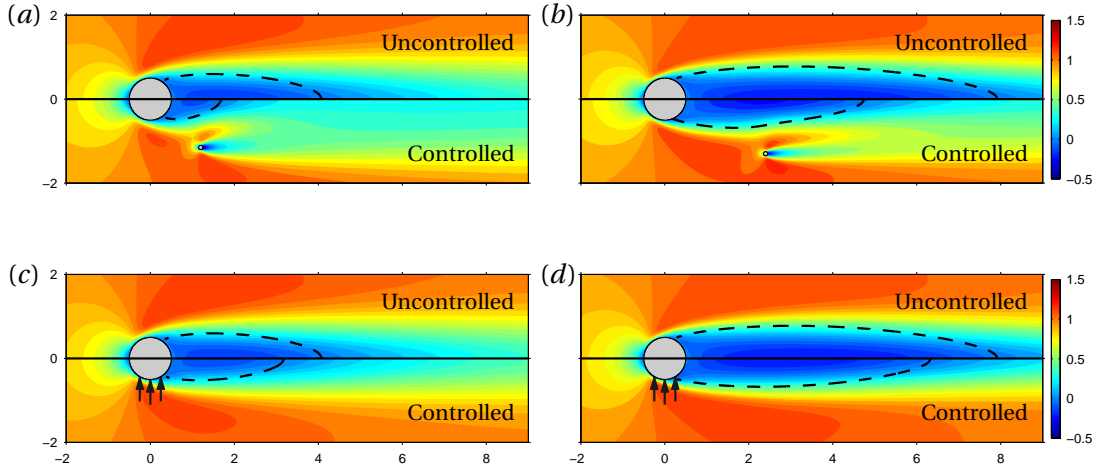 (a)
2
0
−2
Uncontrolled
Controlled
(b)
Uncontrolled
Controlled
1.5
1
0.5
0
−0.5
(c)
2
0
−2
−2 0 2 4 6 8
Uncontrolled
Controlled
(d)
−2 0 2 4 6 8
Uncontrolled
Controlled
1.5
1
0.5
0
−0.5